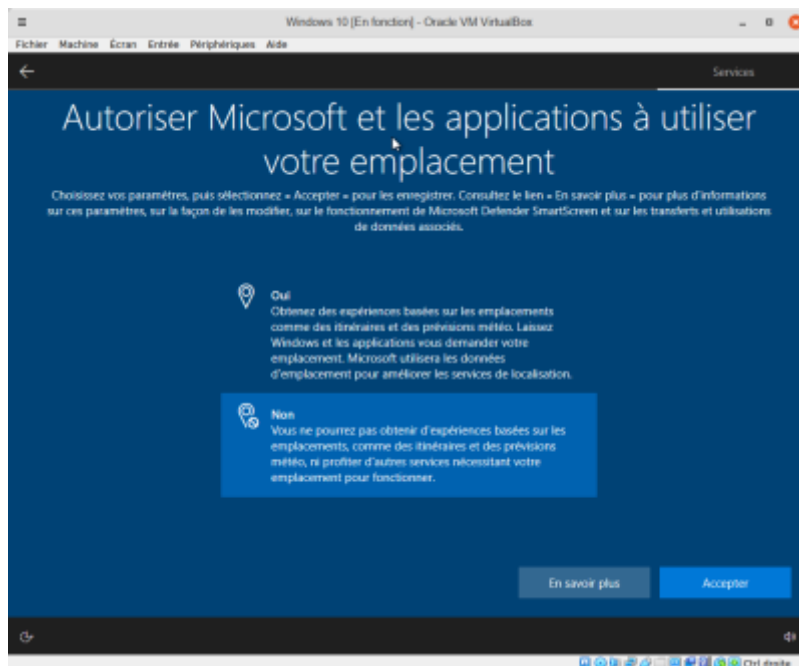 Windows 10 [En fonction] - Oracle VM VirtualBox
Fichier Machine Écran Entrée Périphériques Aide
Services
Autoriser Microsoft et les applications à utiliser
votre emplacement
Choisissez vos paramètres, puis sélectionnez « Accepter » pour les enregistrer. Consultez le lien « En savoir plus » pour plus d'informations
sur ces paramètres, sur la façon de les modifier, sur le fonctionnement de Microsoft Defender SmartScreen et sur les transferts et utilisations
de données associés.
Oui
Obtenez des expériences basées sur les emplacements
comme des itinéraires et des prévisions météo. Laissez
Windows et les applications vous demander votre
emplacement. Microsoft utilisera les données
d'emplacement pour améliorer les services de localisation.
Non
Vous ne pourrez pas obtenir d'expériences basées sur les
emplacements, comme des itinéraires et des prévisions
météo, ni profiter d'autres services nécessitant votre
emplacement pour fonctionner.
En savoir plus
Accepter
Ctrl droite